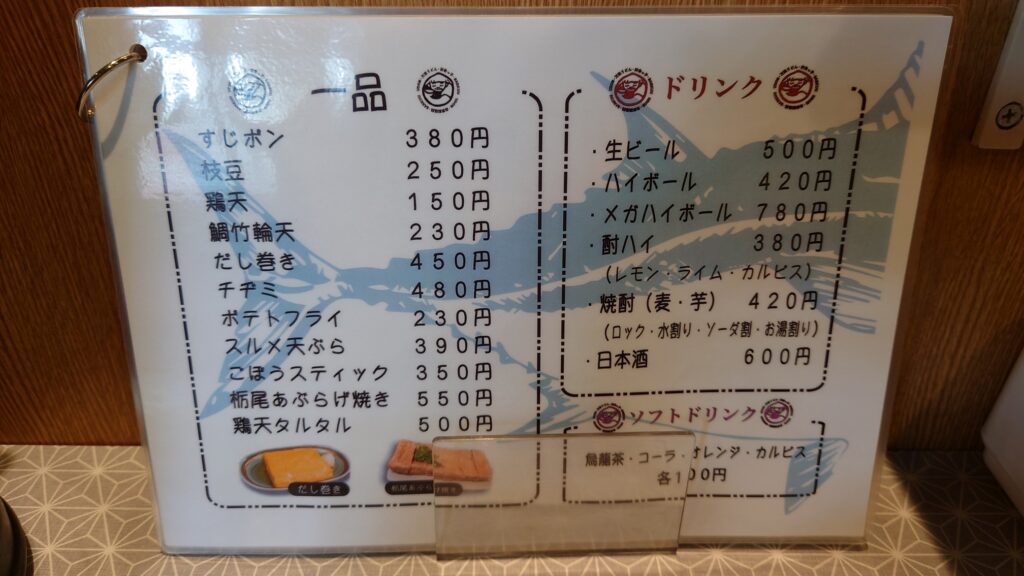 一品
すじポン 380円
枝豆 250円
鶏天 150円
鯛竹輪天 230円
だし巻き 450円
チヂミ 480円
ポテトフライ 230円
スルメ天ぷら 390円
ごぼうスティック 350円
栃尾あぶらげ焼き 550円
鶏天タルタル 500円
だし巻き
栃尾あぶらげ焼き
ドリンク
・生ビール 500円
・ハイボール 420円
・メガハイボール 780円
・酎ハイ 380円
(レモン・ライム・カルピス)
・焼酎(麦・芋) 420円
(ロック・水割り・ソーダ割・お湯割り)
・日本酒 600円
ソフトドリンク
烏龍茶・コーラ・オレンジ・カルピス
各100円